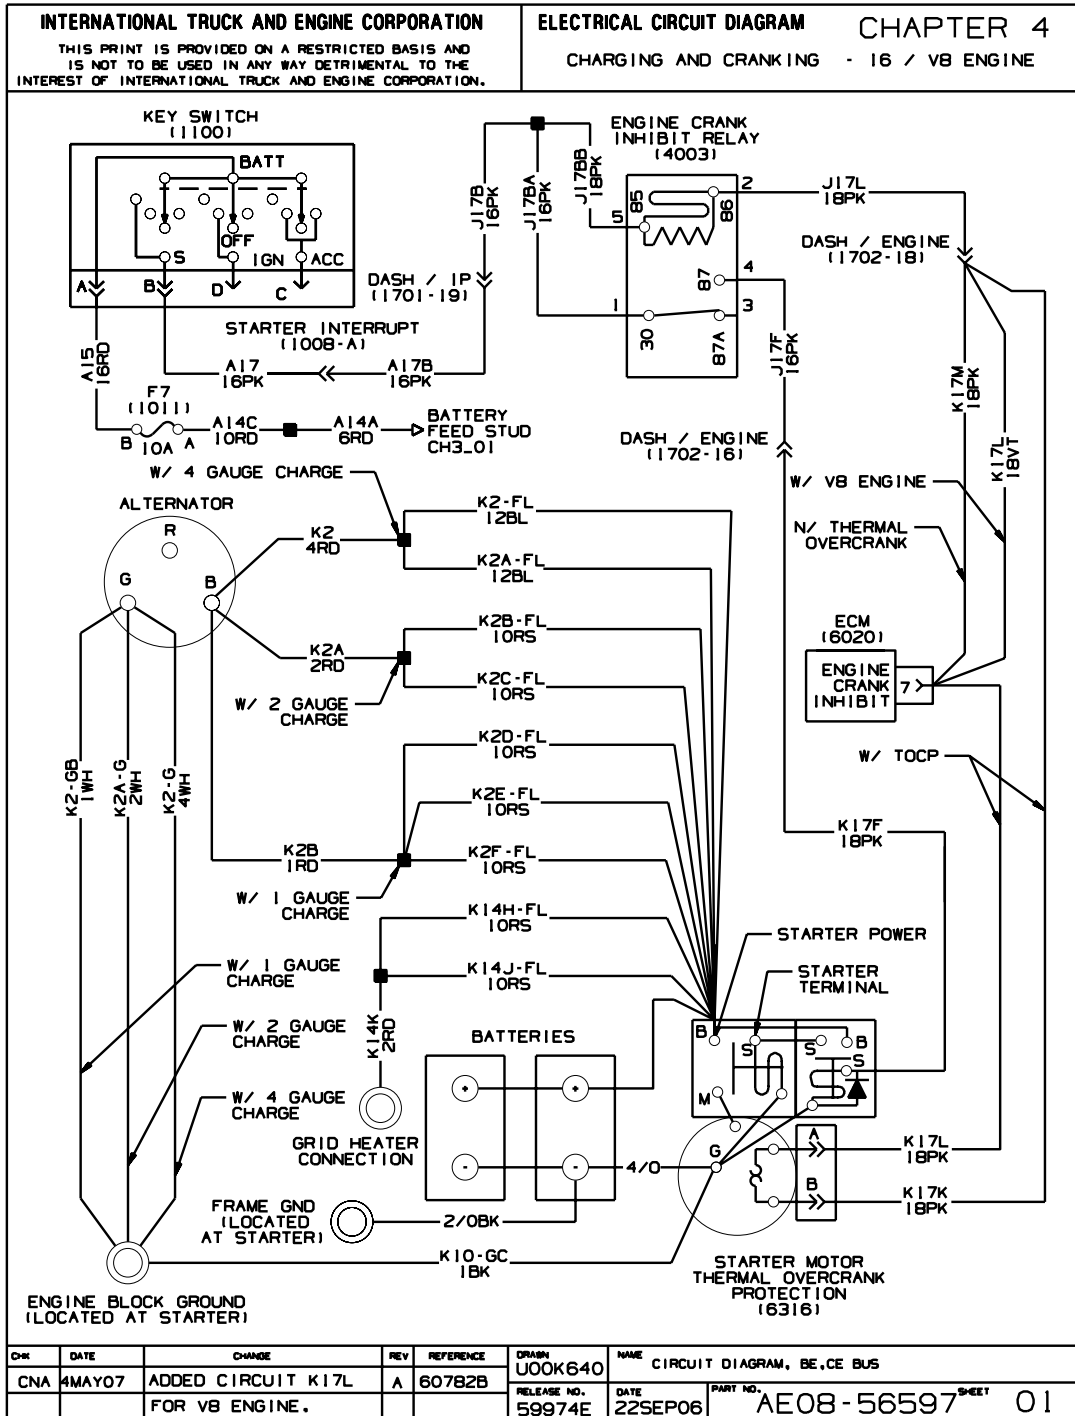 INTERNATIONAL TRUCK AND ENGINE CORPORATION
THIS PRINT IS PROVIDED ON A RESTRICTED BASIS AND
IS NOT TO BE USED IN ANY WAY DETRIMENTAL TO THE
INTEREST OF INTERNATIONAL TRUCK AND ENGINE CORPORATION.
ELECTRICAL CIRCUIT DIAGRAM
CHAPTER 4
CHARGING AND CRANKING - I6 / V8 ENGINE
KEY SWITCH
(1100)
BATT
OFF
S
IGN
ACC
A
B
D
C
STARTER INTERRUPT
(1008-A)
A15
16RD
A17
16PK
A17B
16PK
DASH / IP
(1701-19)
J17B
16PK
J17BA
16PK
J17BB
18PK
ENGINE CRANK
INHIBIT RELAY
(4003)
85
86
2
5
87
4
1
3
30
87A
J17L
18PK
DASH / ENGINE
(1702-18)
J17F
16PK
K17M
18PK
K17L
18VT
F7
(1011)
B
10A
A
A14C
10RD
A14A
6RD
BATTERY
FEED STUD
CH3_01
DASH / ENGINE
(1702-16)
W/ 4 GAUGE CHARGE
W/ V8 ENGINE
N/ THERMAL
OVERCRANK
ALTERNATOR
R
G
B
K2
4RD
K2-FL
12BL
K2A-FL
12BL
K2B-FL
10RS
K2A
2RD
K2C-FL
10RS
W/ 2 GAUGE
CHARGE
ECM
(6020)
ENGINE
CRANK
INHIBIT
7
K2D-FL
10RS
W/ TOCP
K2-GB
1WH
K2A-G
2WH
K2-G
4WH
K2E-FL
10RS
K17F
18PK
K2B
1RD
K2F-FL
10RS
W/ 1 GAUGE
CHARGE
K14H-FL
10RS
STARTER POWER
W/ 1 GAUGE
CHARGE
K14J-FL
10RS
STARTER
TERMINAL
K14K
2RD
W/ 2 GAUGE
CHARGE
BATTERIES
B
S
S
B
S
M
W/ 4 GAUGE
CHARGE
+
+
GRID HEATER
CONNECTION
-
-
4/0
G
A
B
K17L
18PK
K17K
18PK
FRAME GND
(LOCATED
AT STARTER)
2/0BK
K10-GC
1BK
STARTER MOTOR
THERMAL OVERCRANK
PROTECTION
(6316)
ENGINE BLOCK GROUND
(LOCATED AT STARTER)
CHK DATE CHANGE REV REFERENCE
CNA 4MAY07 ADDED CIRCUIT K17L A 60782B
FOR V8 ENGINE.
DRAWN
U00K640
NAME
CIRCUIT DIAGRAM, BE,CE BUS
RELEASE NO.
59974E
DATE
22SEP06
PART NO.
AE08-56597
SHEET
01